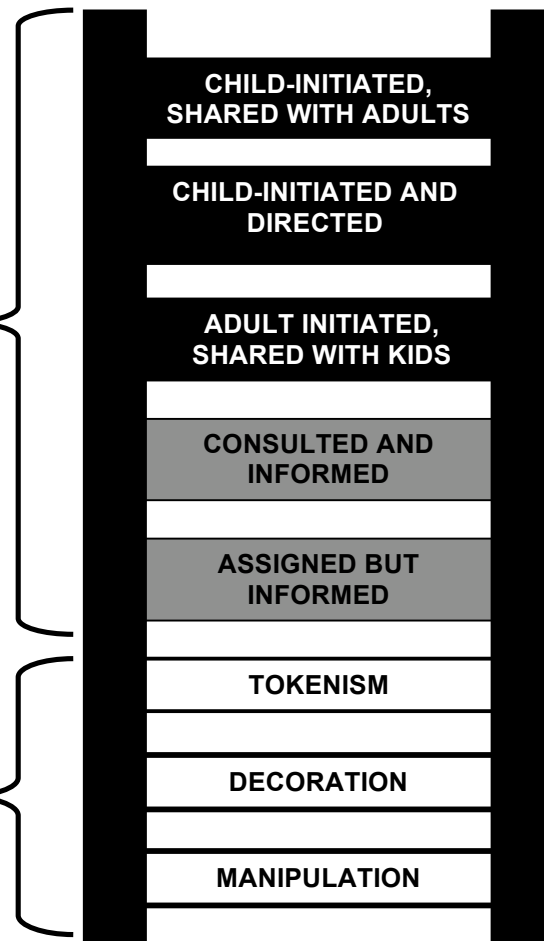 CHILD-INITIATED,
SHARED WITH ADULTS
CHILD-INITIATED AND
DIRECTED
ADULT INITIATED,
SHARED WITH KIDS
CONSULTED AND
INFORMED
ASSIGNED BUT
INFORMED
TOKENISM
DECORATION
MANIPULATION